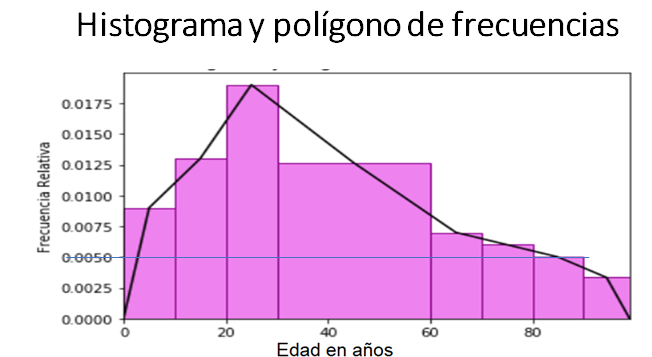 Histograma y polígono de frecuencias
Frecuencia Relativa
0.0175
0.0150
0.0125
0.0100
0.0075
0.0050
0.0025
0.0000
0 20 40 60 80
Edad en años